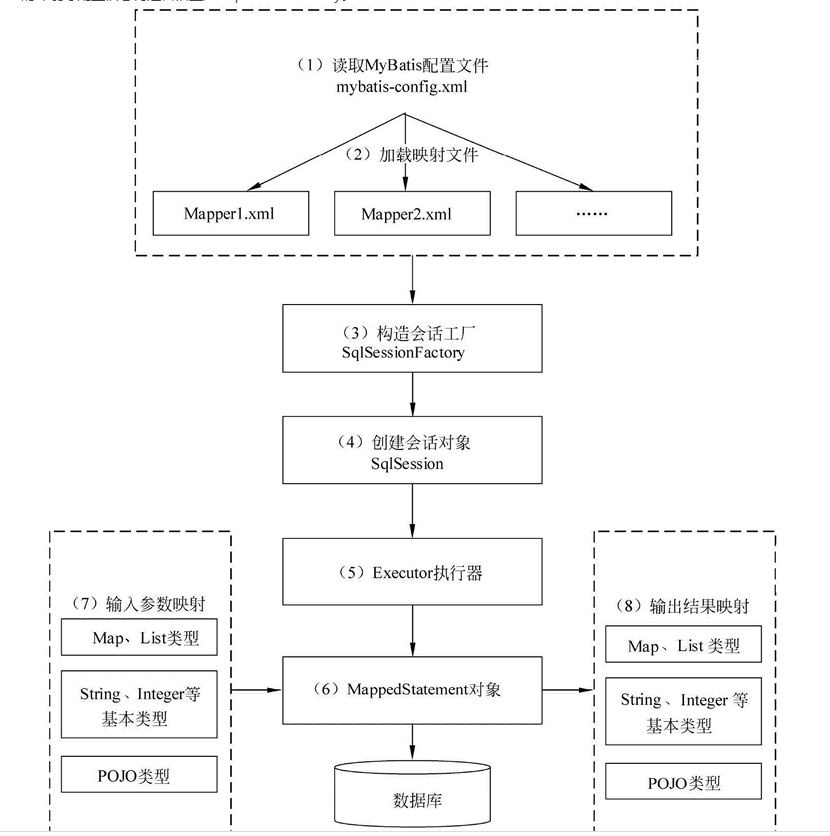 （1）读取MyBatis配置文件
mybatis-config.xml
（2）加载映射文件
Mapper1.xml
Mapper2.xml
……
（3）构造会话工厂
SqlSessionFactory
（4）创建会话对象
SqlSession
（5）Executor执行器
（7）输入参数映射
Map、List类型
String、Integer等
基本类型
POJO类型
（6）MappedStatement对象
数据库
（8）输出结果映射
Map、List 类型
String、Integer 等
基本类型
POJO类型